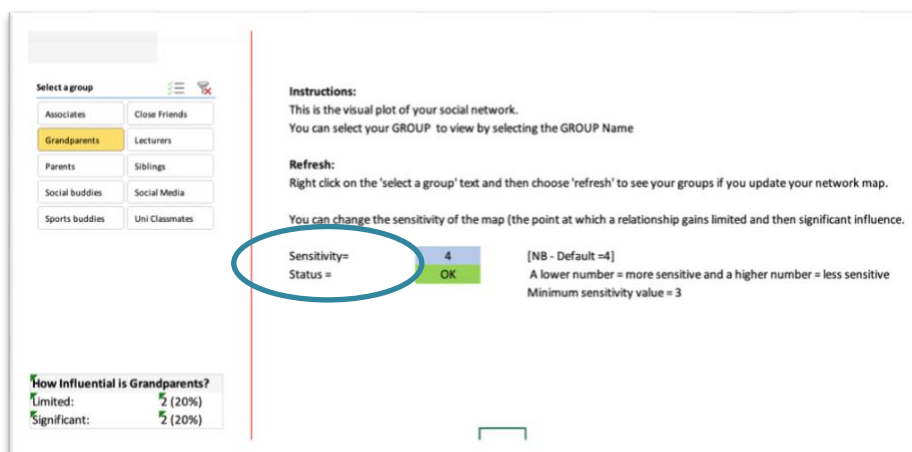 Select a group
Associates Close Friends
Grandparents Lecturers
Parents Siblings
Social buddies Social Media
Sports buddies Uni Classmates
How Influential is Grandparents?
Limited: 2 (20%)
Significant: 2 (20%)
Instructions:
This is the visual plot of your social network.
You can select your GROUP to view by selecting the GROUP Name
Refresh:
Right click on the 'select a group' text and then choose 'refresh' to see your groups if you update your network map.
You can change the sensitivity of the map (the point at which a relationship gains limited and then significant influence.
Sensitivity= 4 [NB - Default =4]
Status = OK A lower number = more sensitive and a higher number = less sensitive
Minimum sensitivity value = 3